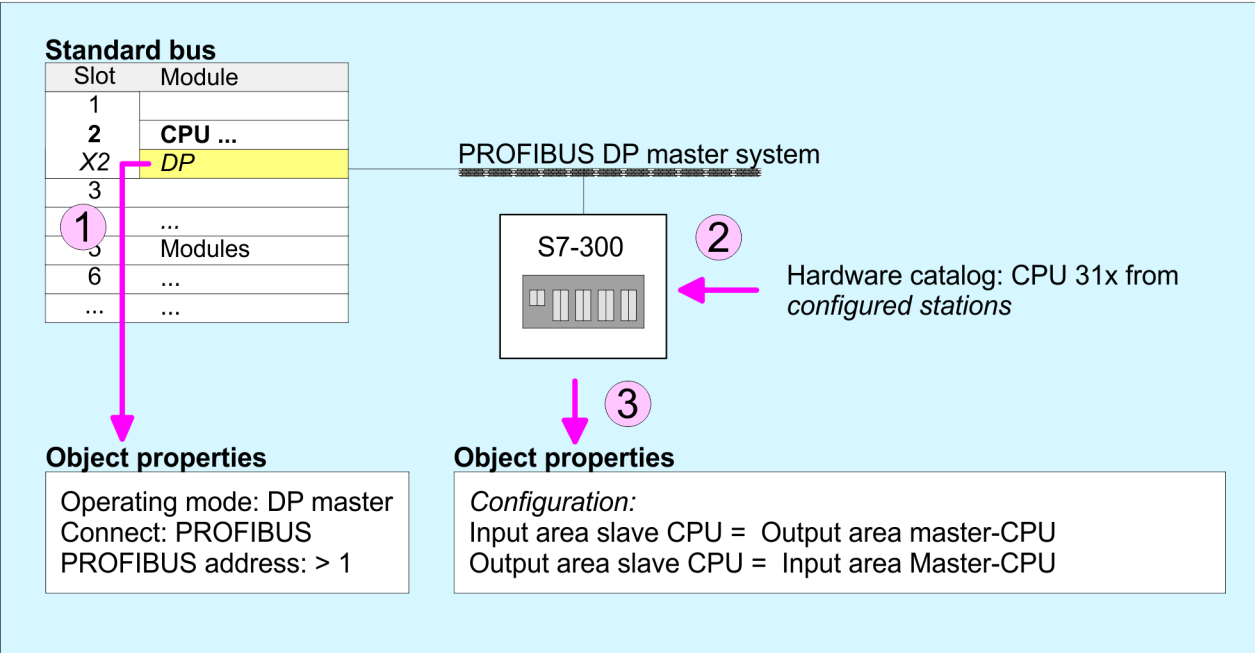 Standard bus
Slot Module
1
2 CPU ...
X2 DP
3
...
5 Modules
6 ...
... ...
1
PROFIBUS DP master system
S7-300
2
Hardware catalog: CPU 31x from
configured stations
3
Object properties
Operating mode: DP master
Connect: PROFIBUS
PROFIBUS address: > 1
Object properties
Configuration:
Input area slave CPU = Output area master-CPU
Output area slave CPU = Input area Master-CPU